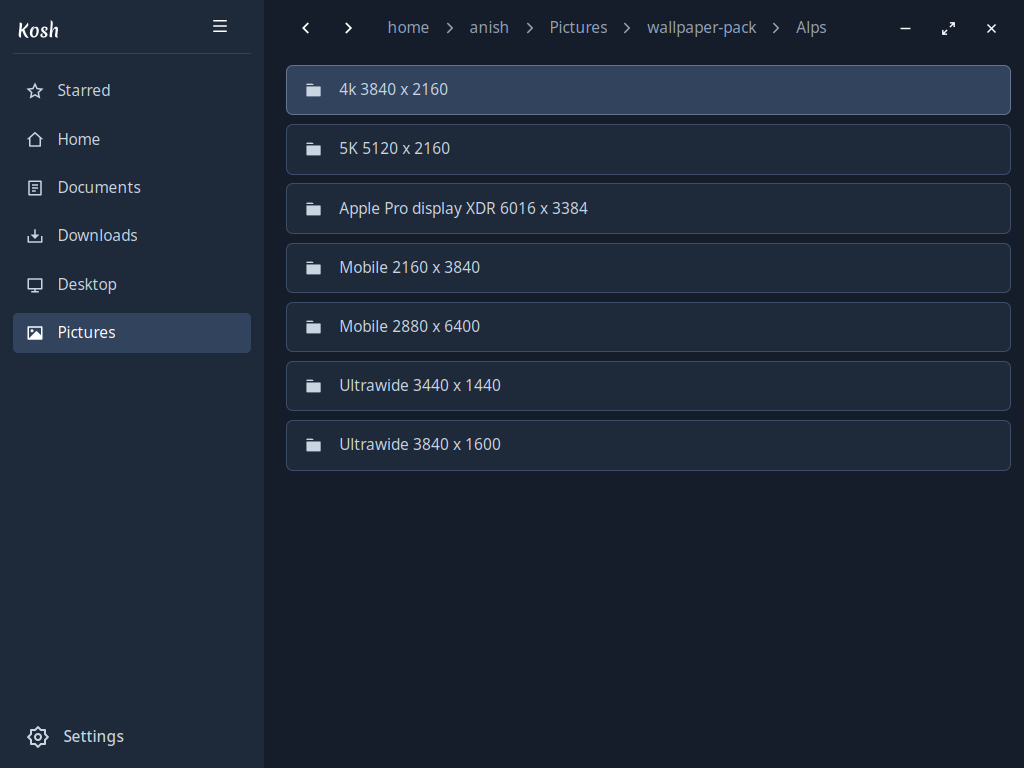 Kosh
Starred
Home
Documents
Downloads
Desktop
Pictures
Settings
home > anish > Pictures > wallpaper-pack > Alps
4k 3840 x 2160
5K 5120 x 2160
Apple Pro display XDR 6016 x 3384
Mobile 2160 x 3840
Mobile 2880 x 6400
Ultrawide 3440 x 1440
Ultrawide 3840 x 1600